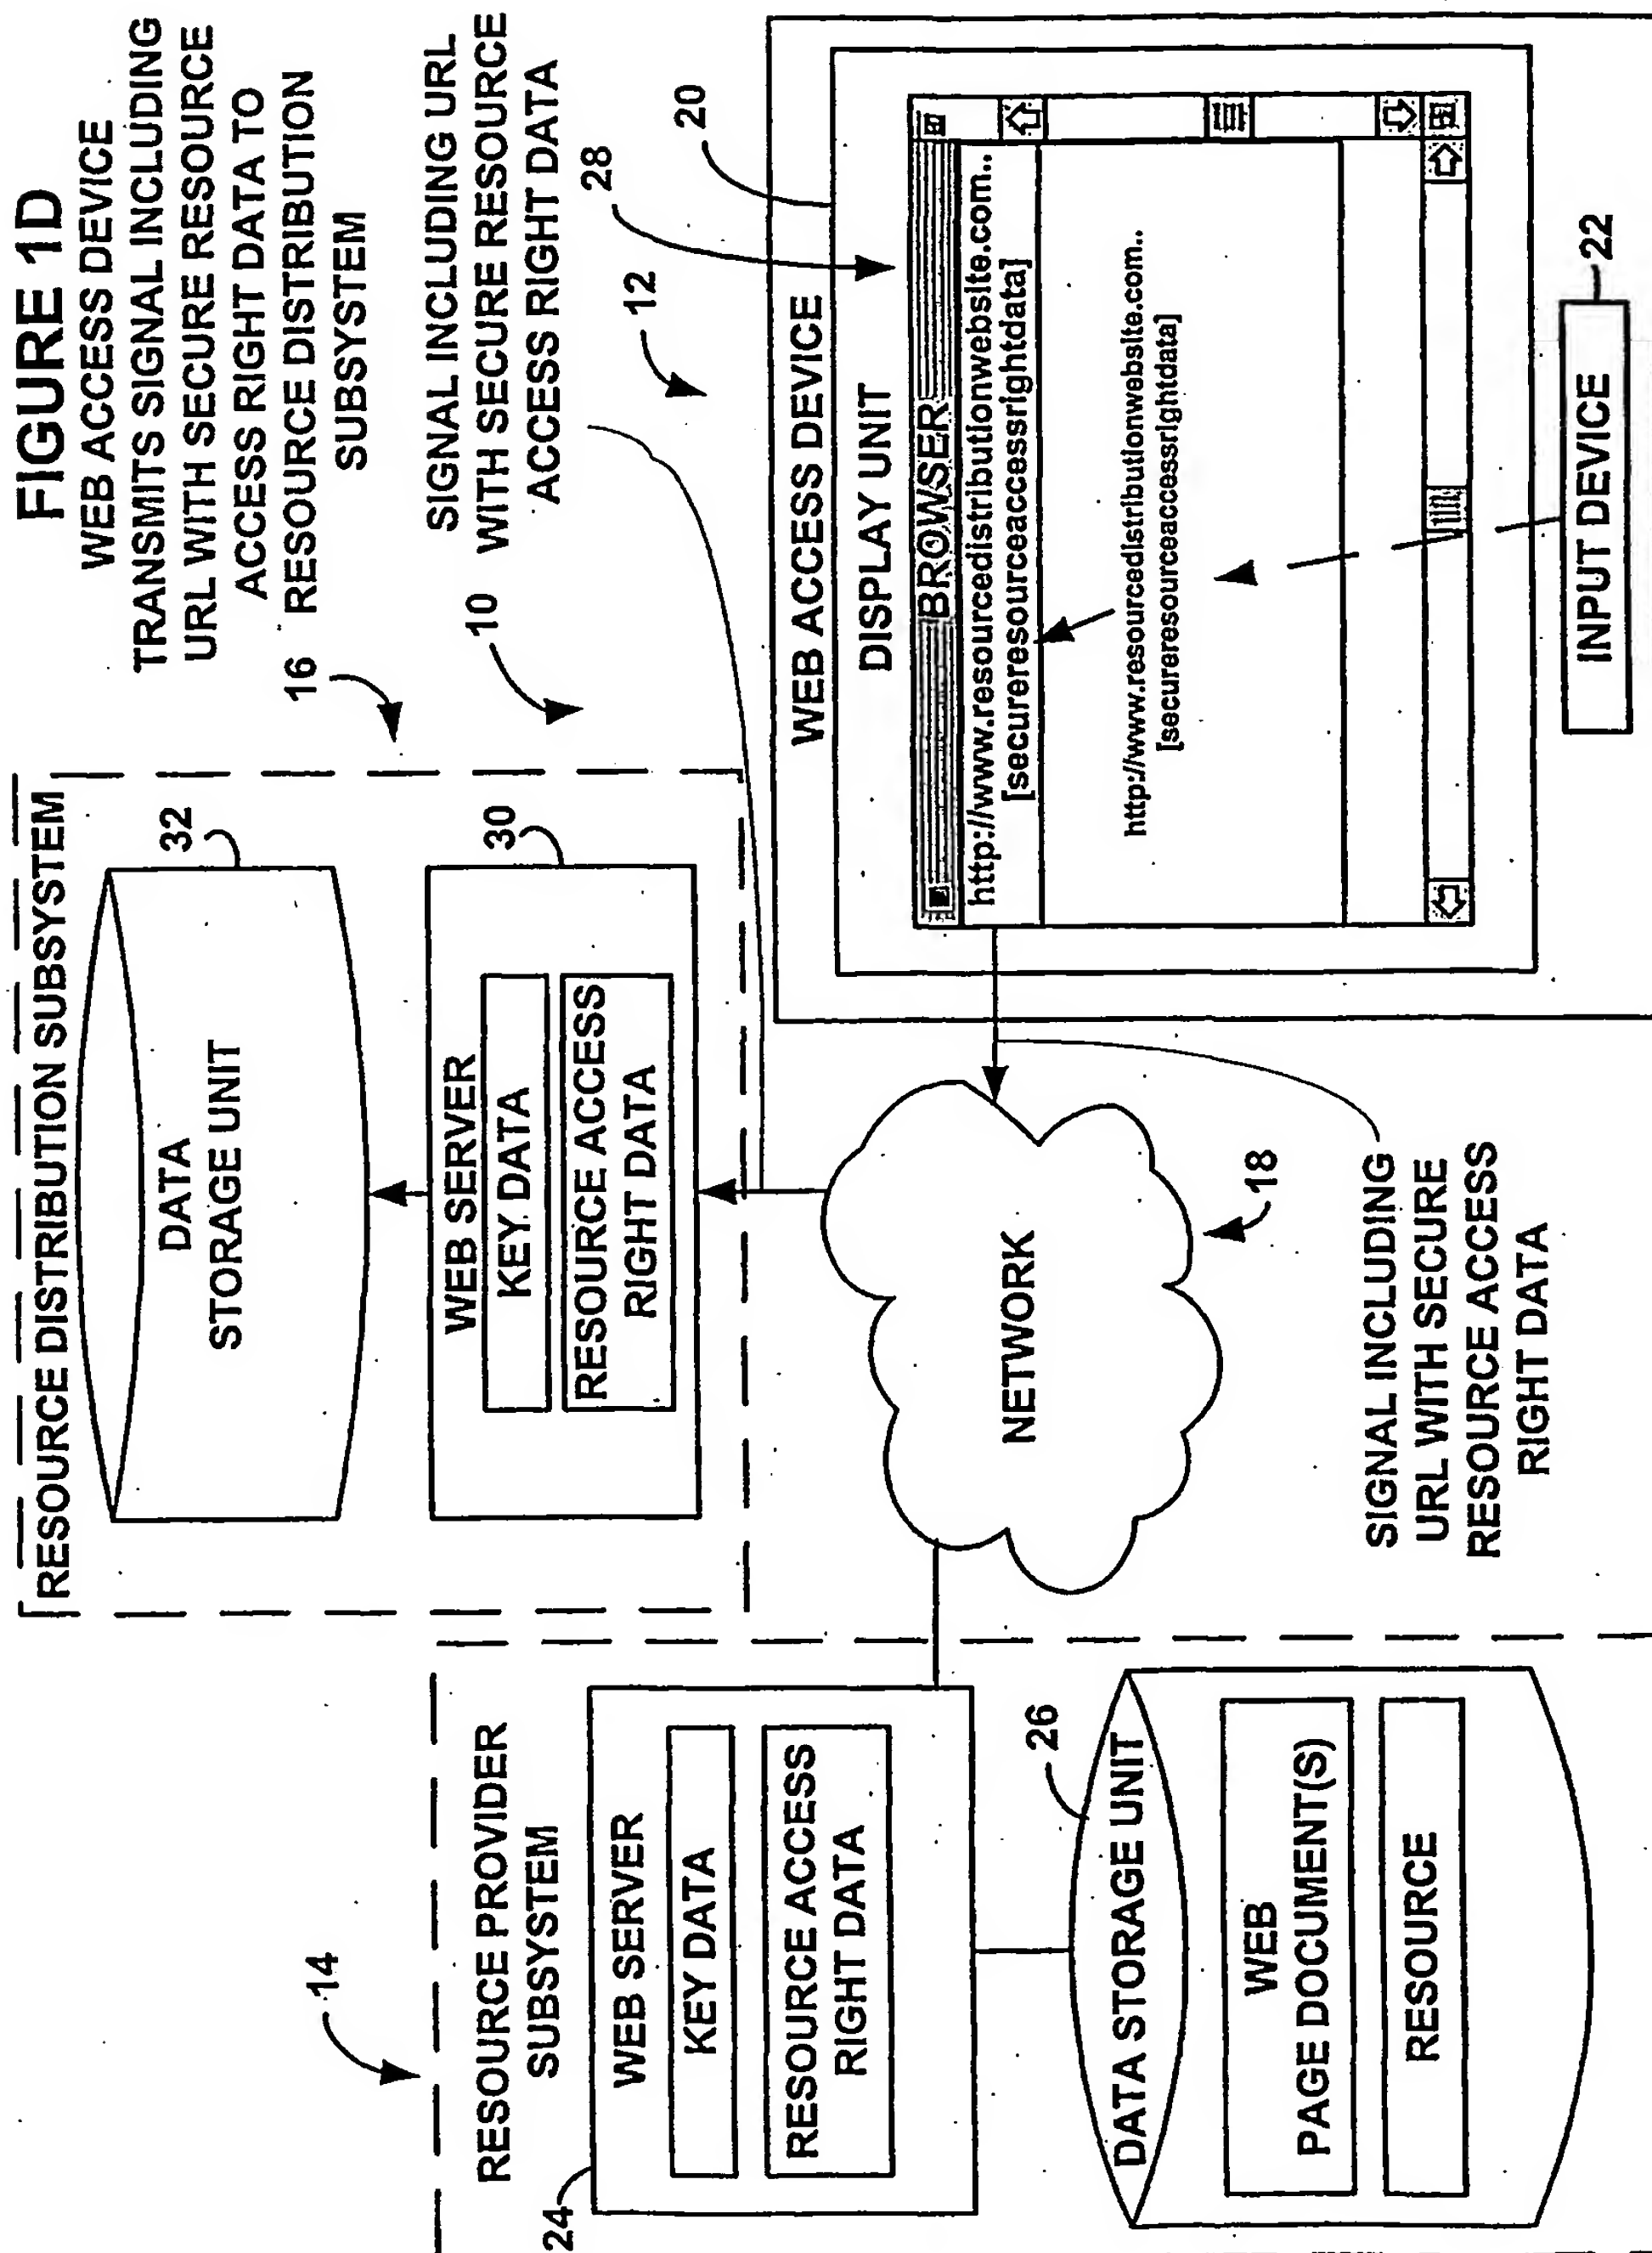 FIGURE 1D
WEB ACCESS DEVICE
TRANSMITS SIGNAL INCLUDING
URL WITH SECURE RESOURCE
ACCESS RIGHT DATA TO
RESOURCE DISTRIBUTION
SUBSYSTEM
16
10
SIGNAL INCLUDING URL
WITH SECURE RESOURCE
ACCESS RIGHT DATA
12
28
20
RESOURCE DISTRIBUTION SUBSYSTEM
32
DATA
STORAGE UNIT
30
WEB SERVER
KEY DATA
RESOURCE ACCESS
RIGHT DATA
WEB ACCESS DEVICE
DISPLAY UNIT
BROWSER
http://www.resourcedistributionwebsite.com..
[secureresourceaccessrightdata]
http://www.resourcedistributionwebsite.com..
[secureresourceaccessrightdata]
INPUT DEVICE
22
NETWORK
18
SIGNAL INCLUDING
URL WITH SECURE
RESOURCE ACCESS
RIGHT DATA
14
RESOURCE PROVIDER
SUBSYSTEM
24
WEB SERVER
KEY DATA
RESOURCE ACCESS
RIGHT DATA
26
DATA STORAGE UNIT
WEB
PAGE DOCUMENT(S)
RESOURCE